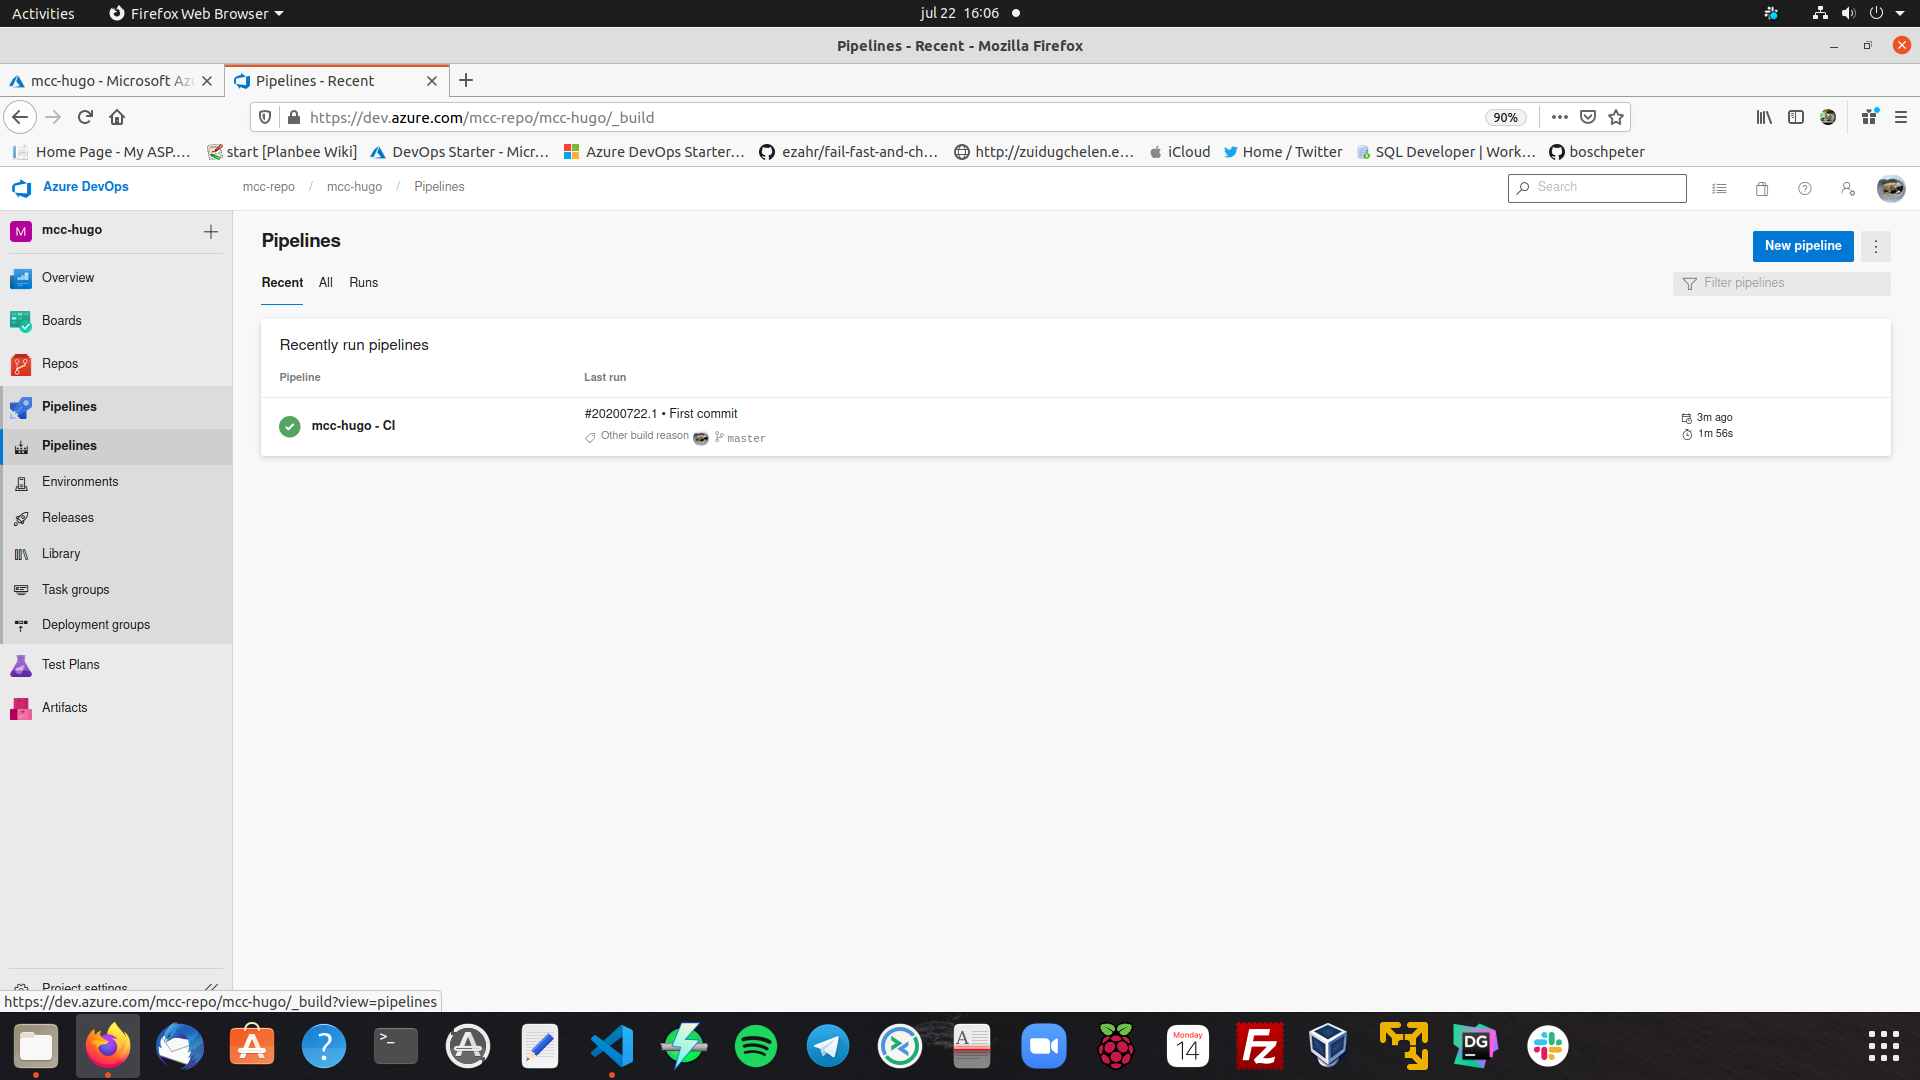 Activities
Firefox Web Browser
jul 22 16:06
Pipelines - Recent - Mozilla Firefox
mcc-hugo - Microsoft Az
Pipelines - Recent
https://dev.azure.com/mcc-repo/mcc-hugo/_build
90%
Home Page - My ASP.…
start [Planbee Wiki]
DevOps Starter - Micr…
Azure DevOps Starter…
ezahr/fail-fast-and-ch…
http://zuidugchelen.e…
iCloud
Home / Twitter
SQL Developer | Work…
boschpeter
Azure DevOps
mcc-repo / mcc-hugo / Pipelines
Search
M mcc-hugo
Overview
Boards
Repos
Pipelines
Pipelines
Environments
Releases
Library
Task groups
Deployment groups
Test Plans
Artifacts
Project settings
Pipelines
New pipeline
Recent All Runs
Filter pipelines
Recently run pipelines
Pipeline Last run
mcc-hugo - CI
#20200722.1 • First commit
Other build reason master
3m ago
1m 56s
https://dev.azure.com/mcc-repo/mcc-hugo/_build?view=pipelines
Monday
14
Fz
DG